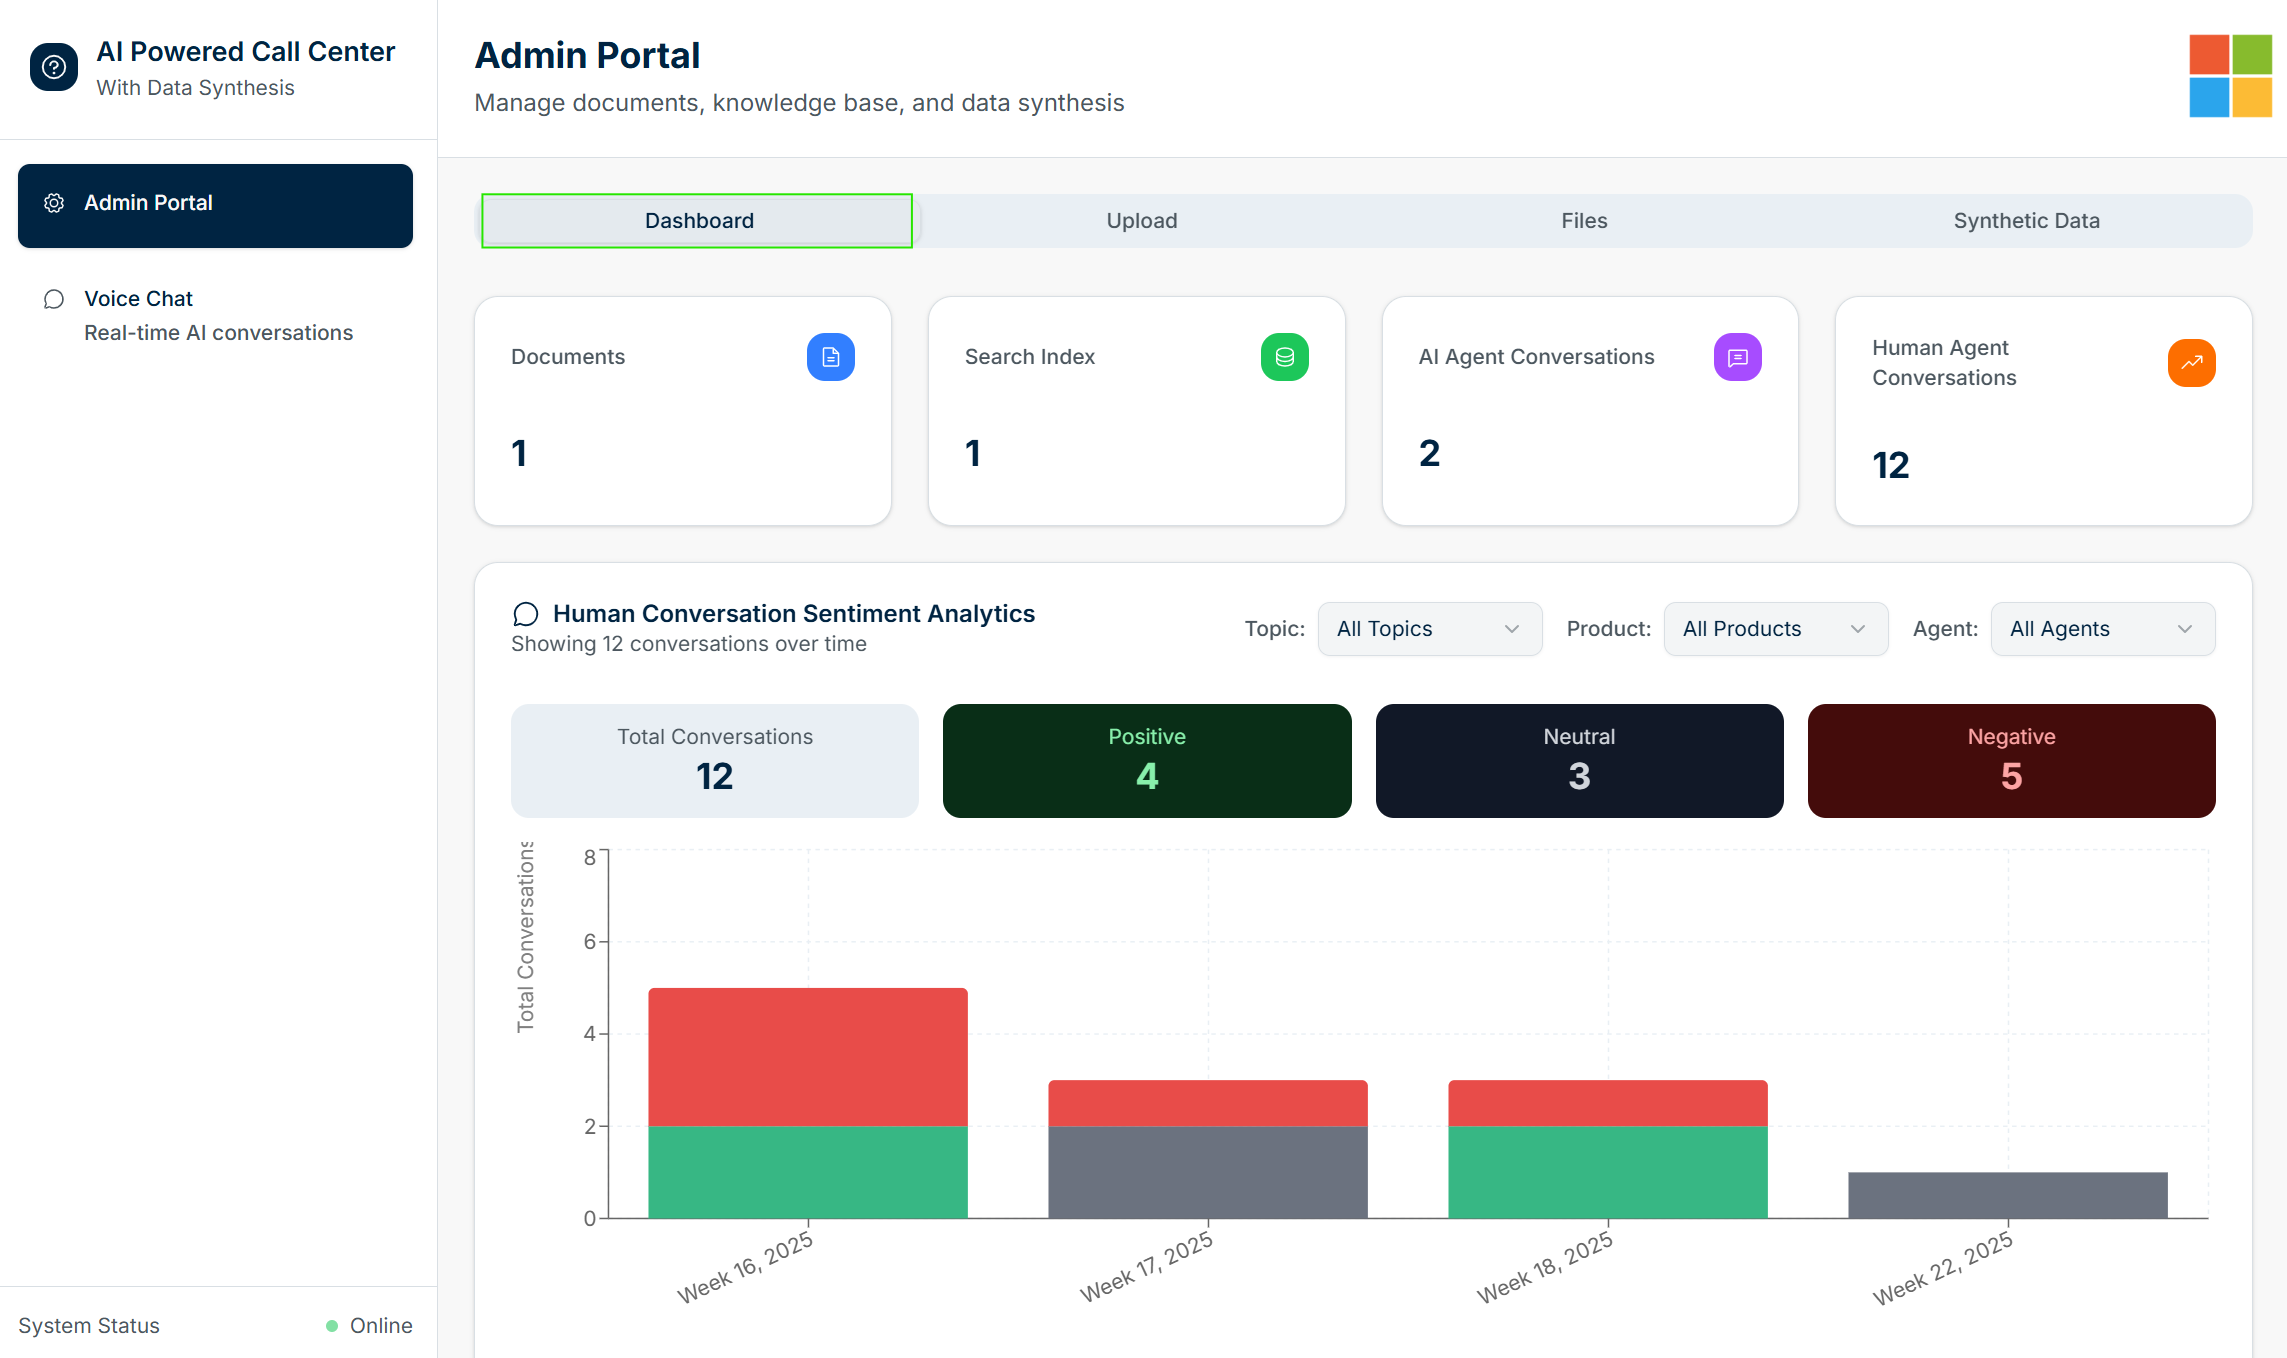 AI Powered Call Center
With Data Synthesis
Admin Portal
Voice Chat
Real-time AI conversations
System Status
Online
Admin Portal
Manage documents, knowledge base, and data synthesis
Dashboard
Upload
Files
Synthetic Data
Documents
1
Search Index
1
AI Agent Conversations
2
Human Agent
Conversations
12
Human Conversation Sentiment Analytics
Showing 12 conversations over time
Topic:
All Topics
Product:
All Products
Agent:
All Agents
Total Conversations
12
Positive
4
Neutral
3
Negative
5
Total Conversations
8
6
4
2
0
Week 16, 2025
Week 17, 2025
Week 18, 2025
Week 22, 2025